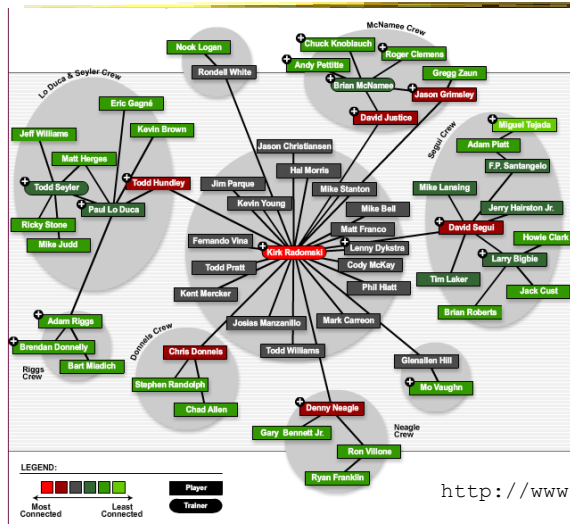 McNamee Crew
Nook Logan
Chuck Knoblauch
Roger Clemens
Rondell White
Andy Pettitte
Gregg Zaun
Brian McNamee
Jason Grimsley
Lo Duca & Seyler Crew
Eric Gagné
David Justice
Segui Crew
Miguel Tejada
Jeff Williams
Kevin Brown
Jason Christiansen
Adam Piatt
Matt Herges
Hal Morris
F.P. Santangelo
Todd Seyler
Todd Hundley
Jim Parque
Mike Stanton
Mike Lansing
Paul Lo Duca
Kevin Young
Mike Bell
Jerry Hairston Jr.
Ricky Stone
Matt Franco
David Segui
Mike Judd
Fernando Vina
Kirk Radomski
Lenny Dykstra
Howie Clark
Todd Pratt
Cody McKay
Larry Bigbie
Kent Mercker
Phil Hiatt
Tim Laker
Jack Cust
Adam Riggs
Josias Manzanillo
Mark Carreon
Brian Roberts
Brendan Donnelly
Donnels Crew
Chris Donnels
Todd Williams
Glenallen Hill
Riggs
Crew
Bart Miadich
Stephen Randolph
Mo Vaughn
Chad Allen
Denny Neagle
Neagle
Crew
Gary Bennett Jr.
Ron Villone
Ryan Franklin
LEGEND:
Player
Trainer
Most
Connected
Least
Connected
http://www